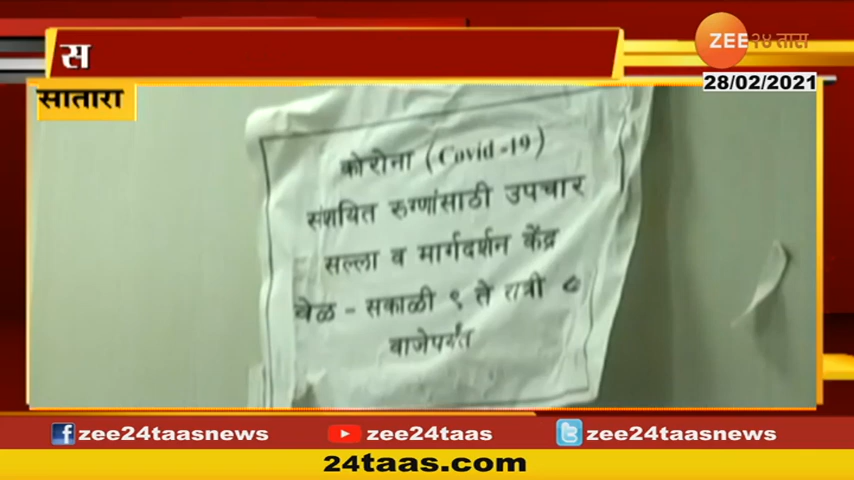 स
ZEE २४ तास
28/02/2021
सातारा
कोरोना (Covid-19)
संशयित रुग्णांसाठी उपचार
सल्ला व मार्गदर्शन केंद्र
वेळ - सकाळी ९ ते रात्री
वाजेपर्यंत
zee24taasnews zee24taas zee24taasnews
24taas.com